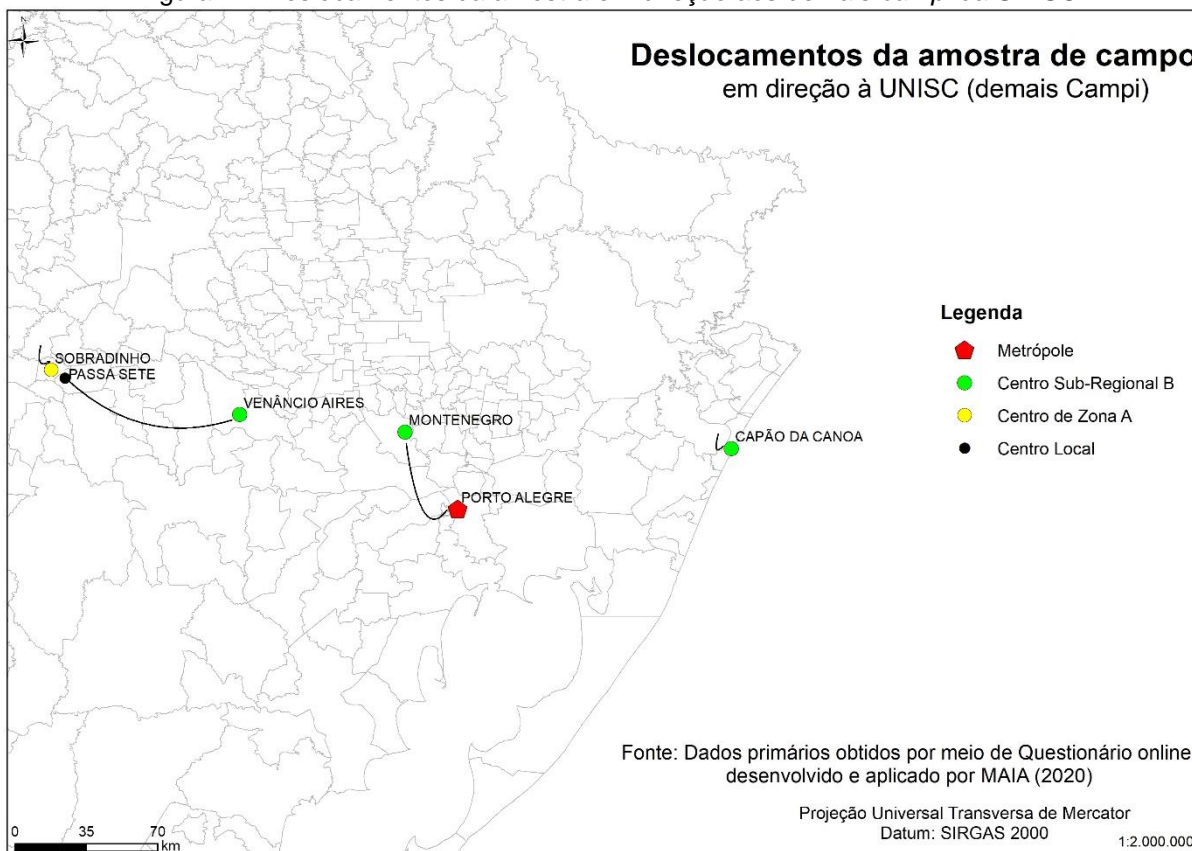 Deslocamentos da amostra de campo
em direção à UNISC (demais Campi)
N
SOBRADINHO
PASSA SETE
VENÂNCIO AIRES
MONTENEGRO
PORTO ALEGRE
CAPÃO DA CANOA
Legenda
Metrópole
Centro Sub-Regional B
Centro de Zona A
Centro Local
Fonte: Dados primários obtidos por meio de Questionário online
desenvolvido e aplicado por MAIA (2020)
Projeção Universal Transversa de Mercator
Datum: SIRGAS 2000
1:2.000.000
0 35 70
km